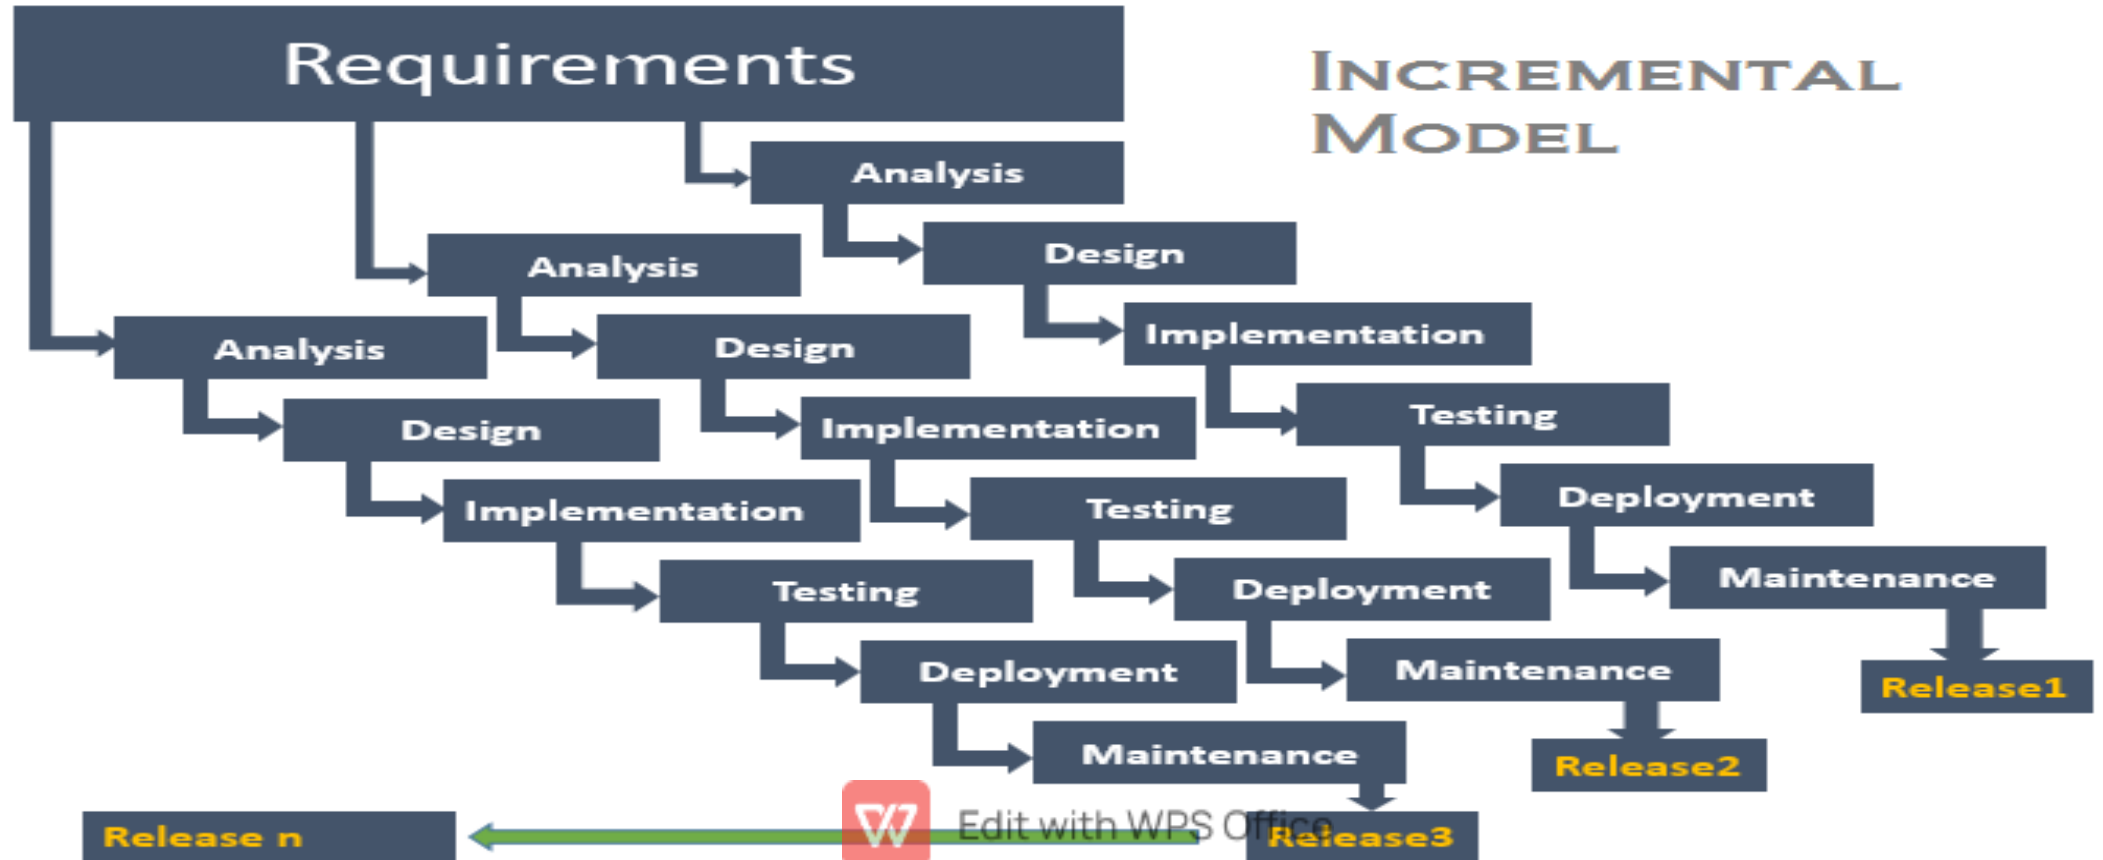 Requirements
INCREMENTAL
MODEL
Analysis
Design
Implementation
Testing
Deployment
Maintenance
Release1
Analysis
Design
Implementation
Testing
Deployment
Maintenance
Release2
Analysis
Design
Implementation
Testing
Deployment
Maintenance
Release3
Release n
Edit with WPS Office